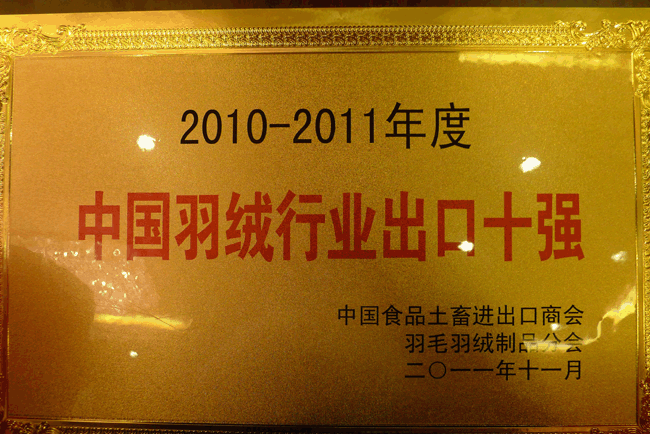 2010-2011年度
中国羽绒行业出口十强
中国食品土畜进出口商会
羽毛羽绒制品分会
二〇一一年十一月